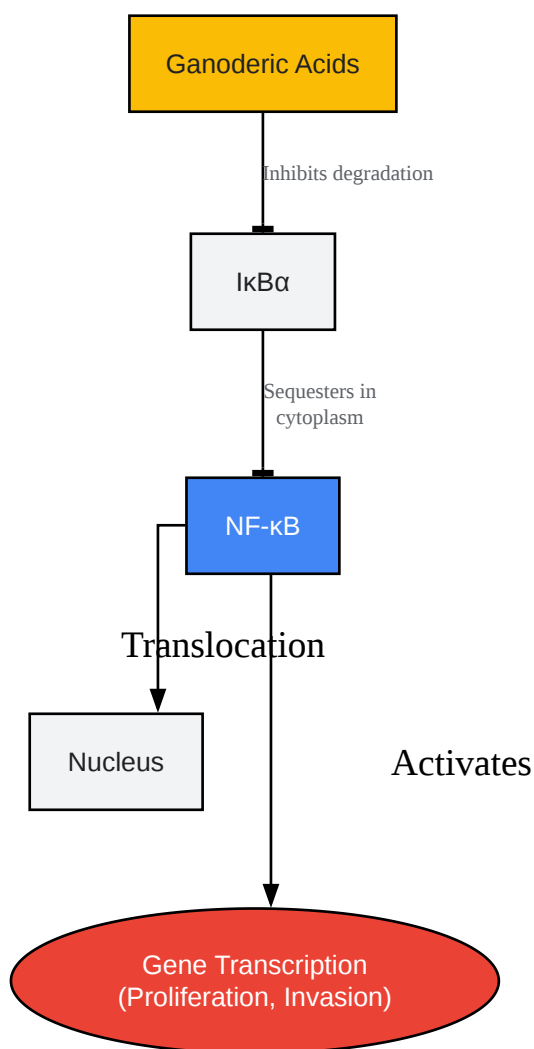 Ganoderic Acids
Inhibits degradation
IκBα
Sequesters in
cytoplasm
NF-κB
Translocation
Nucleus
Activates
Gene Transcription
(Proliferation, Invasion)